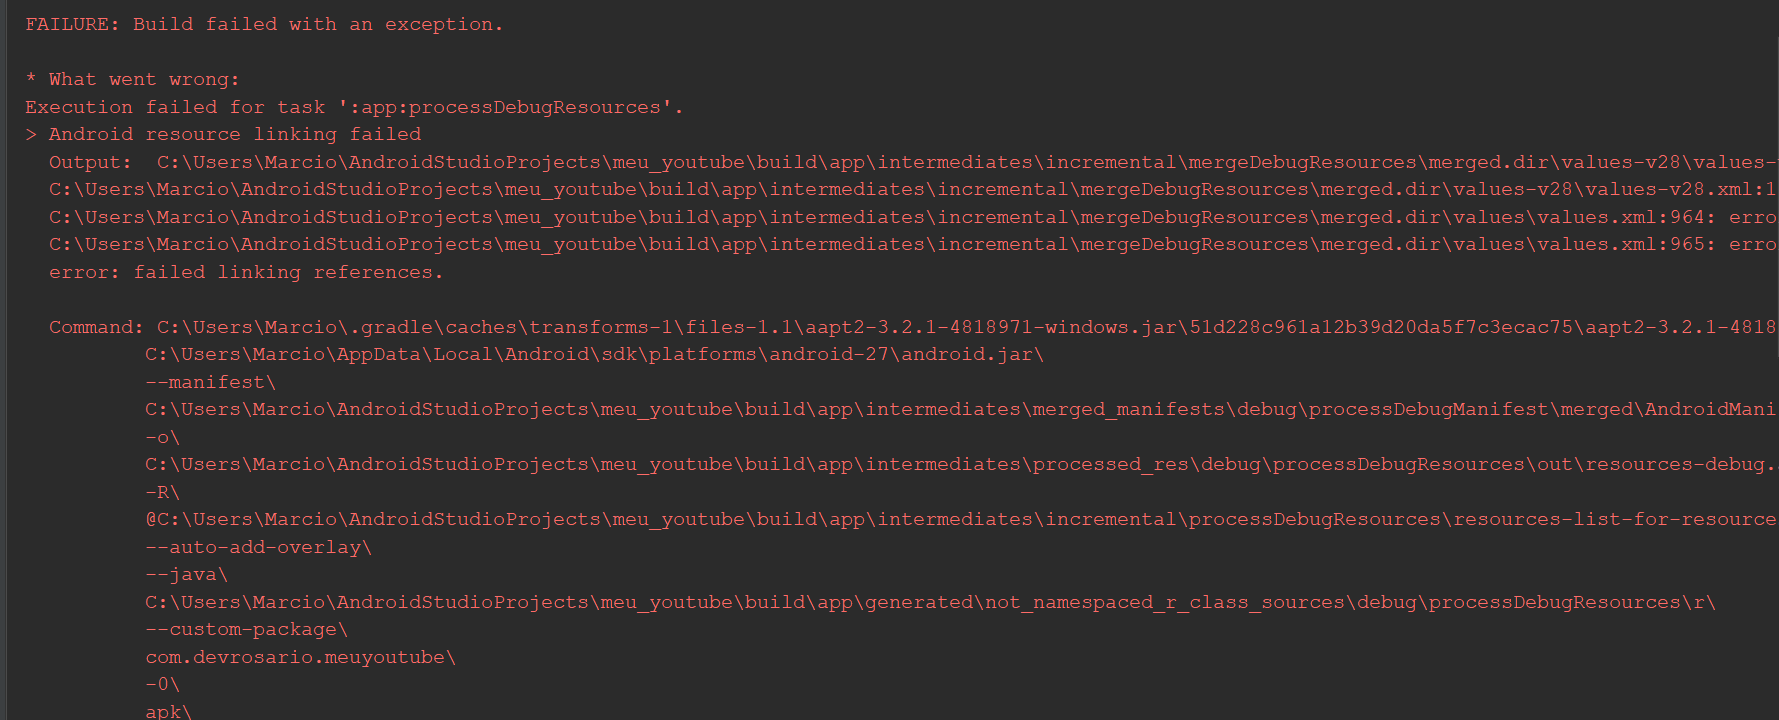 FAILURE: Build failed with an exception.
* What went wrong:
Execution failed for task ':app:processDebugResources'.
> Android resource linking failed
Output:  C:\Users\Marcio\AndroidStudioProjects\meu_youtube\build\app\intermediates\incremental\mergeDebugResources\merged.dir\values-v28\values-
C:\Users\Marcio\AndroidStudioProjects\meu_youtube\build\app\intermediates\incremental\mergeDebugResources\merged.dir\values-v28\values-v28.xml:1
C:\Users\Marcio\AndroidStudioProjects\meu_youtube\build\app\intermediates\incremental\mergeDebugResources\merged.dir\values\values.xml:964: erro
C:\Users\Marcio\AndroidStudioProjects\meu_youtube\build\app\intermediates\incremental\mergeDebugResources\merged.dir\values\values.xml:965: erro
error: failed linking references.
Command: C:\Users\Marcio\.gradle\caches\transforms-1\files-1.1\aapt2-3.2.1-4818971-windows.jar\51d228c961a12b39d20da5f7c3ecac75\aapt2-3.2.1-4818
C:\Users\Marcio\AppData\Local\Android\sdk\platforms\android-27\android.jar\
--manifest\
C:\Users\Marcio\AndroidStudioProjects\meu_youtube\build\app\intermediates\merged_manifests\debug\processDebugManifest\merged\AndroidMani
-o\
C:\Users\Marcio\AndroidStudioProjects\meu_youtube\build\app\intermediates\processed_res\debug\processDebugResources\out\resources-debug.
-R\
@C:\Users\Marcio\AndroidStudioProjects\meu_youtube\build\app\intermediates\incremental\processDebugResources\resources-list-for-resource
--auto-add-overlay\
--java\
C:\Users\Marcio\AndroidStudioProjects\meu_youtube\build\app\generated\not_namespaced_r_class_sources\debug\processDebugResources\r\
--custom-package\
com.devrosario.meuyoutube\
-0\
apk\